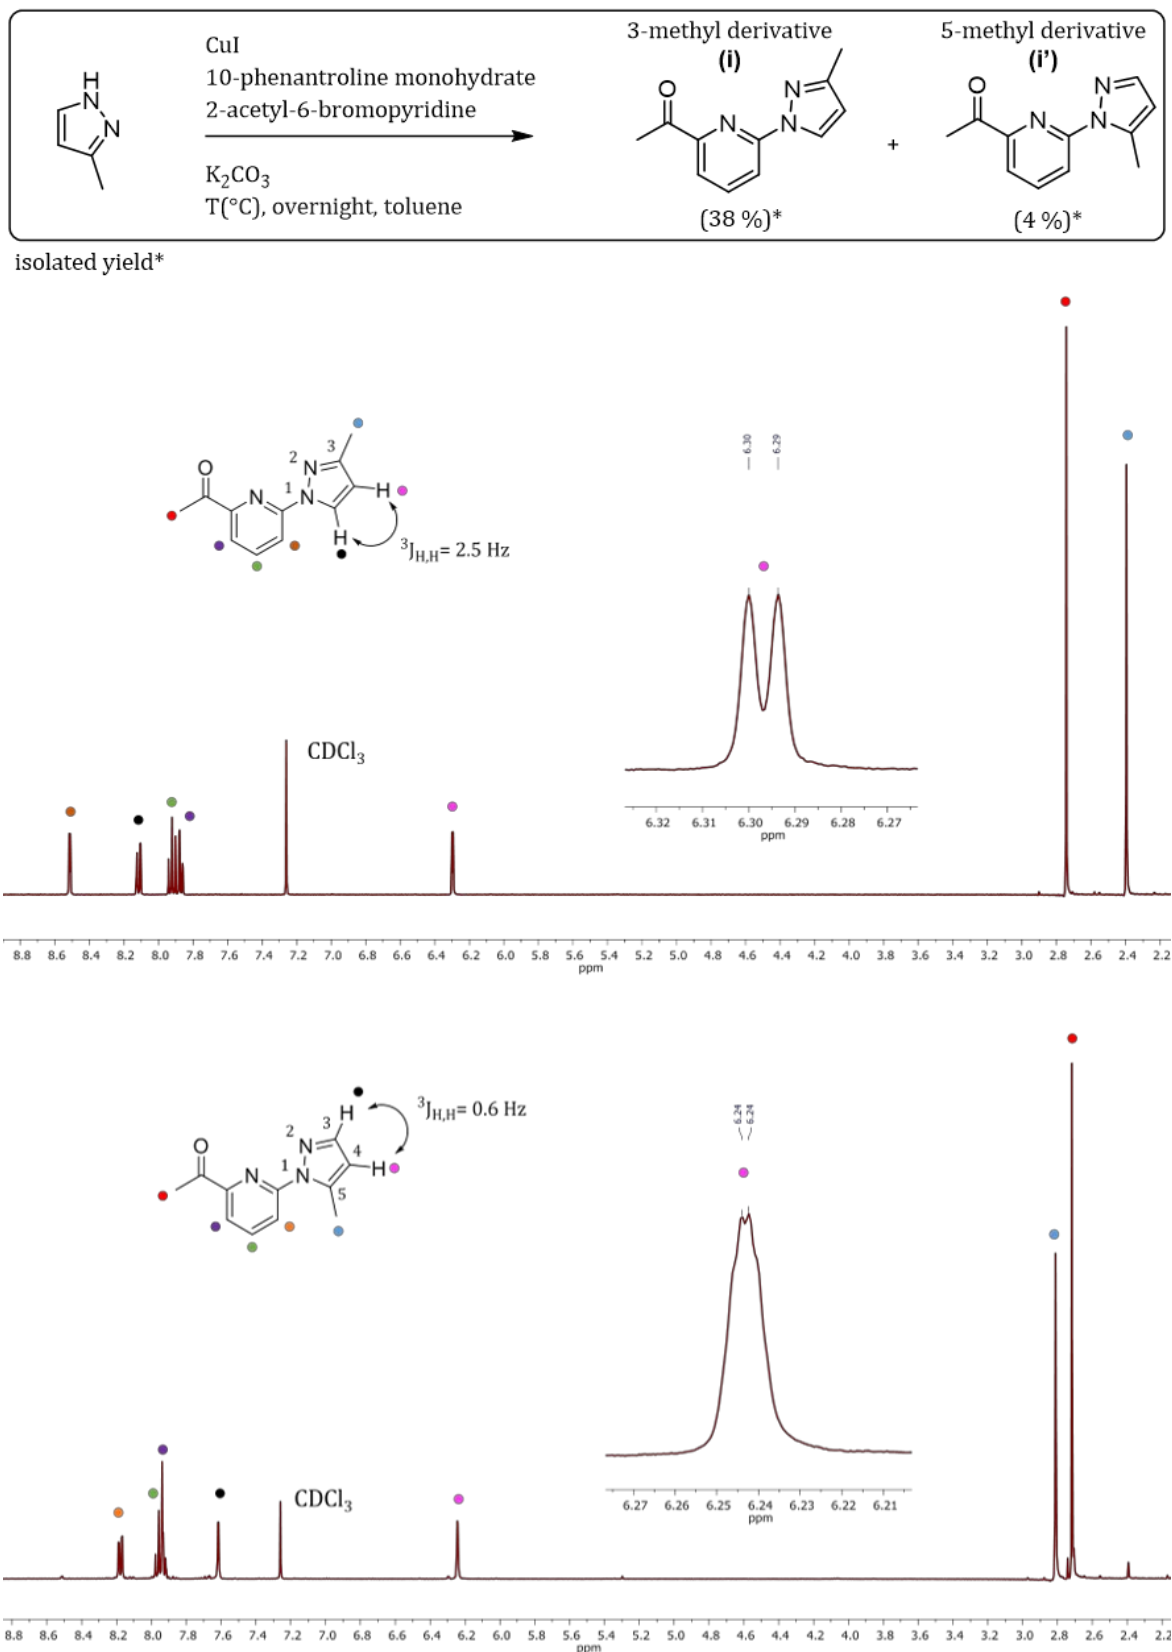 CuI
10-phenantroline monohydrate
2-acetyl-6-bromopyridine
K2CO3
T(°C), overnight, toluene
H
N
N
3-methyl derivative
(i)
O
N
N
N
(38 %)*
+
5-methyl derivative
(i')
O
N
N
N
(4 %)*
isolated yield*
O
N
1
N
2
N
3
H
H
3JH,H= 2.5 Hz
6.30
6.29
6.32 6.31 6.30 6.29 6.28 6.27
ppm
CDCl3
8.8 8.6 8.4 8.2 8.0 7.8 7.6 7.4 7.2 7.0 6.8 6.6 6.4 6.2 6.0 5.8 5.6 5.4 5.2 5.0 4.8 4.6 4.4 4.2 4.0 3.8 3.6 3.4 3.2 3.0 2.8 2.6 2.4 2.2
ppm
O
N
1
N
2
N
3
H
4
H
5
3JH,H= 0.6 Hz
6.24
6.24
6.27 6.26 6.25 6.24 6.23 6.22 6.21
ppm
CDCl3
8.8 8.6 8.4 8.2 8.0 7.8 7.6 7.4 7.2 7.0 6.8 6.6 6.4 6.2 6.0 5.8 5.6 5.4 5.2 5.0 4.8 4.6 4.4 4.2 4.0 3.8 3.6 3.4 3.2 3.0 2.8 2.6 2.4 2.2
ppm